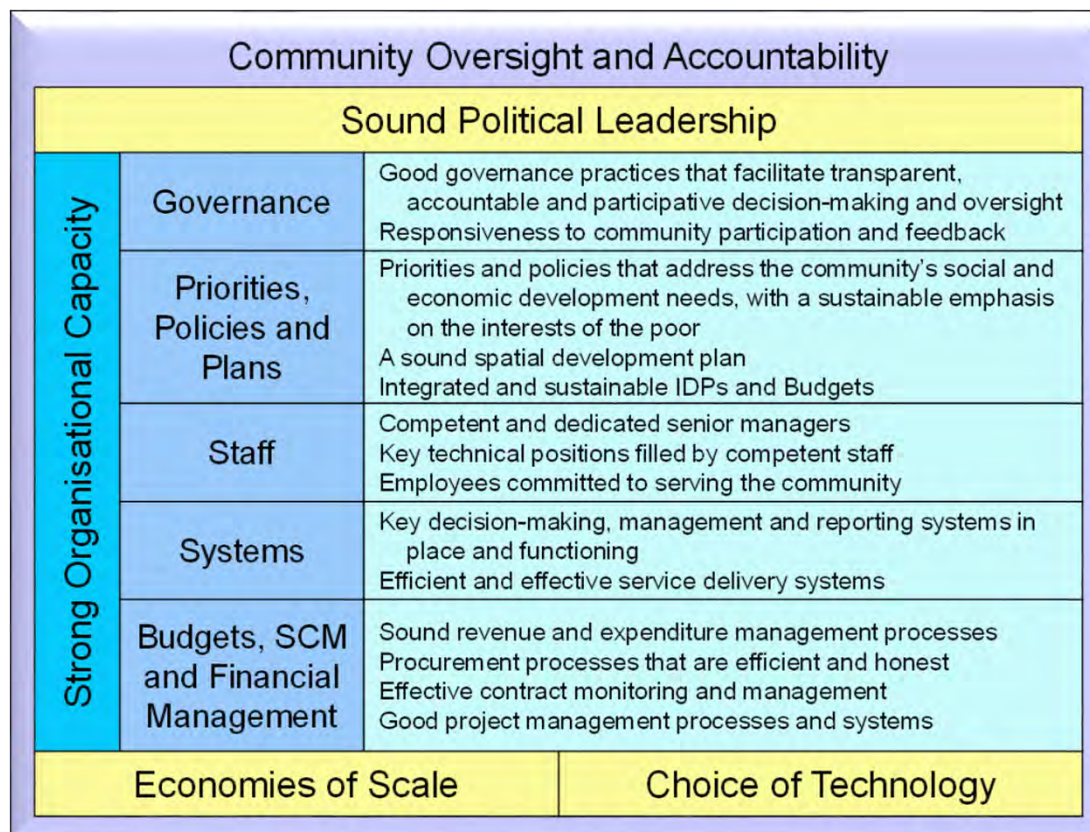 Community Oversight and Accountability
Sound Political Leadership
Strong Organisational Capacity
Governance
Good governance practices that facilitate transparent,
accountable and participative decision-making and oversight
Responsiveness to community participation and feedback
Priorities,
Policies and
Plans
Priorities and policies that address the community's social and
economic development needs, with a sustainable emphasis
on the interests of the poor
A sound spatial development plan
Integrated and sustainable IDPs and Budgets
Staff
Competent and dedicated senior managers
Key technical positions filled by competent staff
Employees committed to serving the community
Systems
Key decision-making, management and reporting systems in
place and functioning
Efficient and effective service delivery systems
Budgets, SCM
and Financial
Management
Sound revenue and expenditure management processes
Procurement processes that are efficient and honest
Effective contract monitoring and management
Good project management processes and systems
Economies of Scale
Choice of Technology